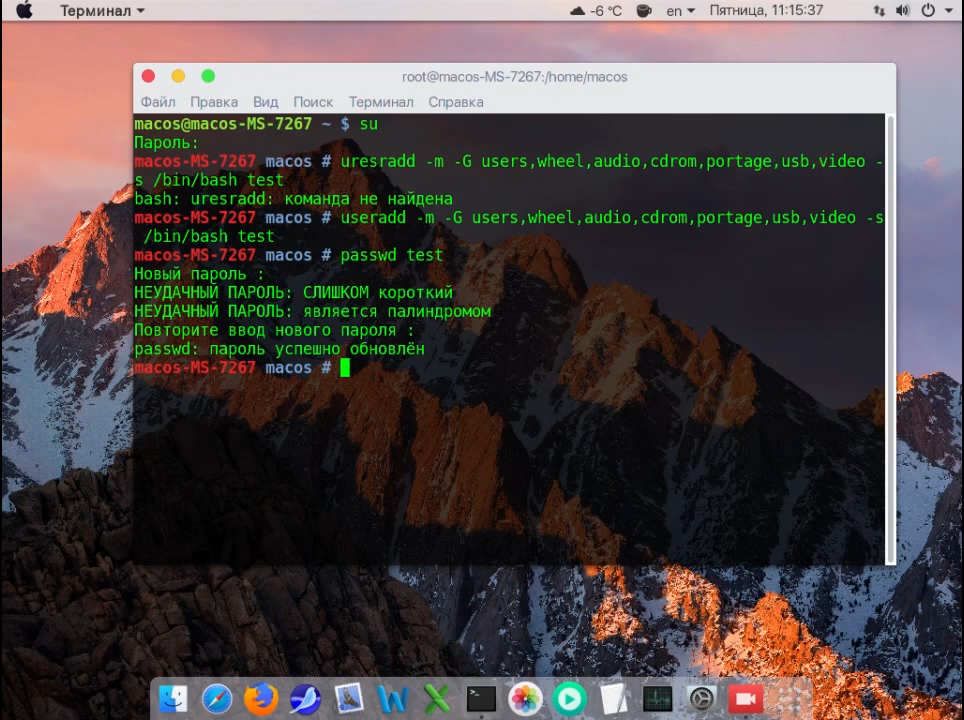 Терминал
-6 °C
en
Пятница, 11:15:37
root@macos-MS-7267:/home/macos
Файл Правка Вид Поиск Терминал Справка
macos@macos-MS-7267 ~ $ su
Пароль:
macos-MS-7267 macos # uresradd -m -G users,wheel,audio,cdrom,portage,usb,video -
s /bin/bash test
bash: uresradd: команда не найдена
macos-MS-7267 macos # useradd -m -G users,wheel,audio,cdrom,portage,usb,video -s
 /bin/bash test
macos-MS-7267 macos # passwd test
Новый пароль :
НЕУДАЧНЫЙ ПАРОЛЬ: СЛИШКОМ короткий
НЕУДАЧНЫЙ ПАРОЛЬ: является палиндромом
Повторите ввод нового пароля :
passwd: пароль успешно обновлён
macos-MS-7267 macos #